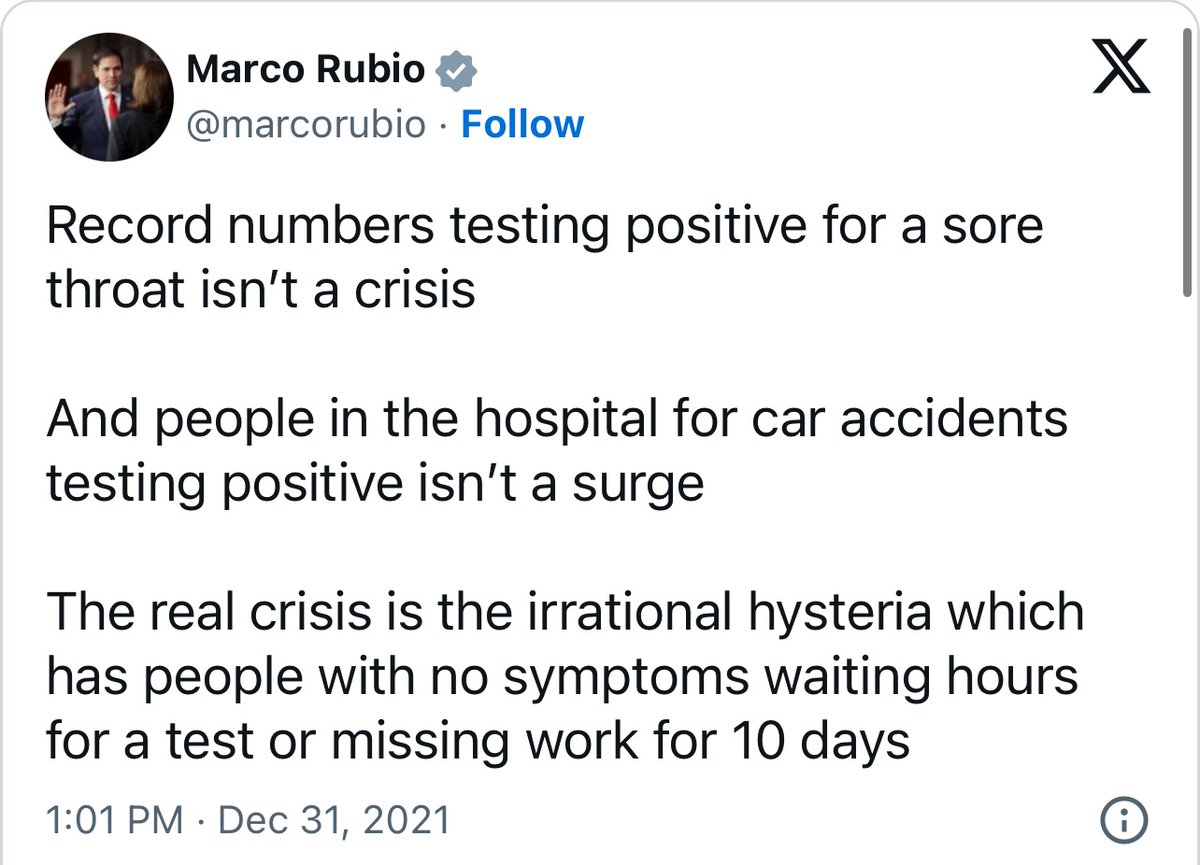 Marco Rubio
@marcorubio · Follow
Record numbers testing positive for a sore
throat isn’t a crisis
And people in the hospital for car accidents
testing positive isn’t a surge
The real crisis is the irrational hysteria which
has people with no symptoms waiting hours
for a test or missing work for 10 days
1:01 PM · Dec 31, 2021